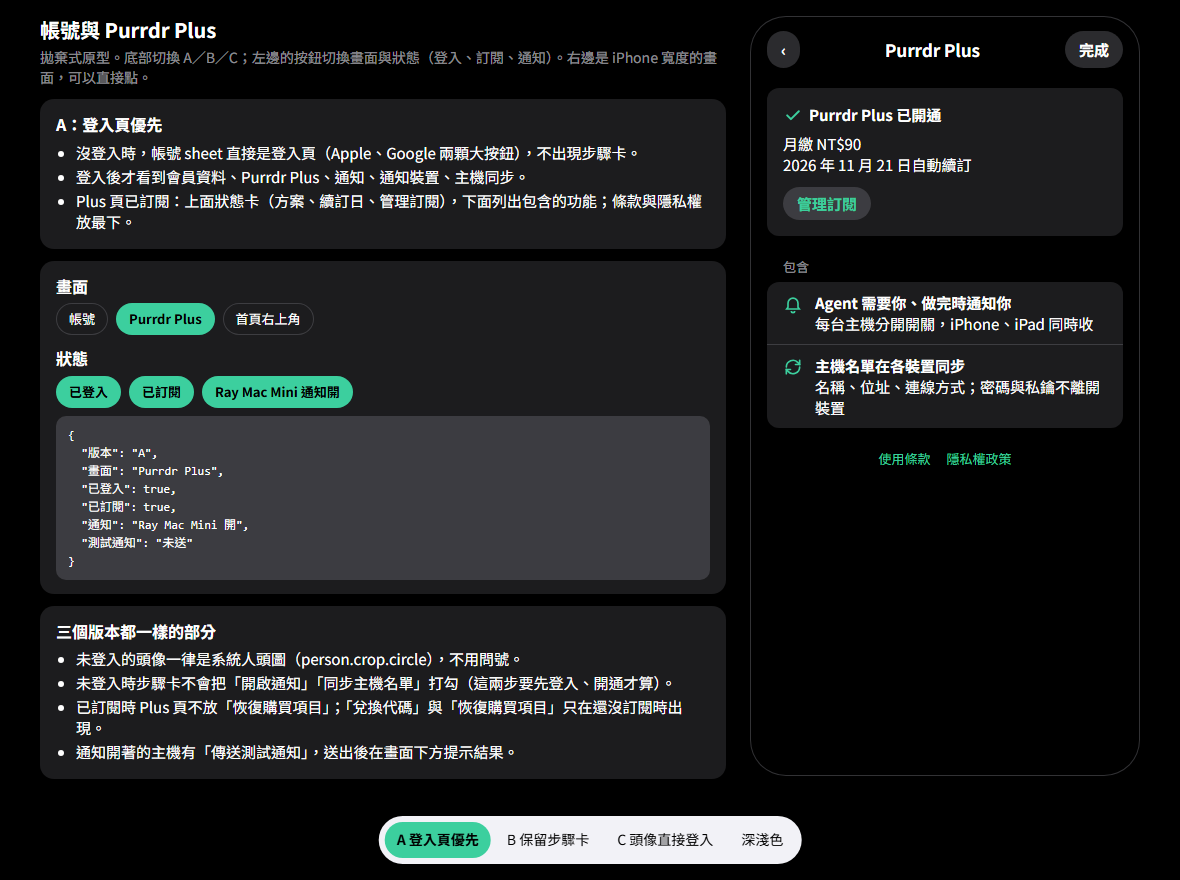 帳號與 Purrdr Plus
拋棄式原型。底部切換 A／B／C；左邊的按鈕切換畫面與狀態（登入、訂閱、通知）。右邊是 iPhone 寬度的畫
面，可以直接點。
A：登入頁優先
• 沒登入時，帳號 sheet 直接是登入頁（Apple、Google 兩顆大按鈕），不出現步驟卡。
• 登入後才看到會員資料、Purrdr Plus、通知、通知裝置、主機同步。
• Plus 頁已訂閱：上面狀態卡（方案、續訂日、管理訂閱），下面列出包含的功能；條款與隱私權
放最下。
畫面
帳號 Purrdr Plus 首頁右上角
狀態
已登入 已訂閱 Ray Mac Mini 通知開
{
"版本": "A",
"畫面": "Purrdr Plus",
"已登入": true,
"已訂閱": true,
"通知": "Ray Mac Mini 開",
"測試通知": "未送"
}
三個版本都一樣的部分
• 未登入的頭像一律是系統人頭圖（person.crop.circle），不用問號。
• 未登入時步驟卡不會把「開啟通知」「同步主機名單」打勾（這兩步要先登入、開通才算）。
• 已訂閱時 Plus 頁不放「恢復購買項目」；「兌換代碼」與「恢復購買項目」只在還沒訂閱時出
現。
• 通知開著的主機有「傳送測試通知」，送出後在畫面下方提示結果。
‹ Purrdr Plus 完成
Purrdr Plus 已開通
月繳 NT$90
2026 年 11 月 21 日自動續訂
管理訂閱
包含
Agent 需要你、做完時通知你
每台主機分開開關，iPhone、iPad 同時收
主機名單在各裝置同步
名稱、位址、連線方式；密碼與私鑰不離開
裝置
使用條款 隱私權政策
A 登入頁優先 B 保留步驟卡 C 頭像直接登入 深淺色